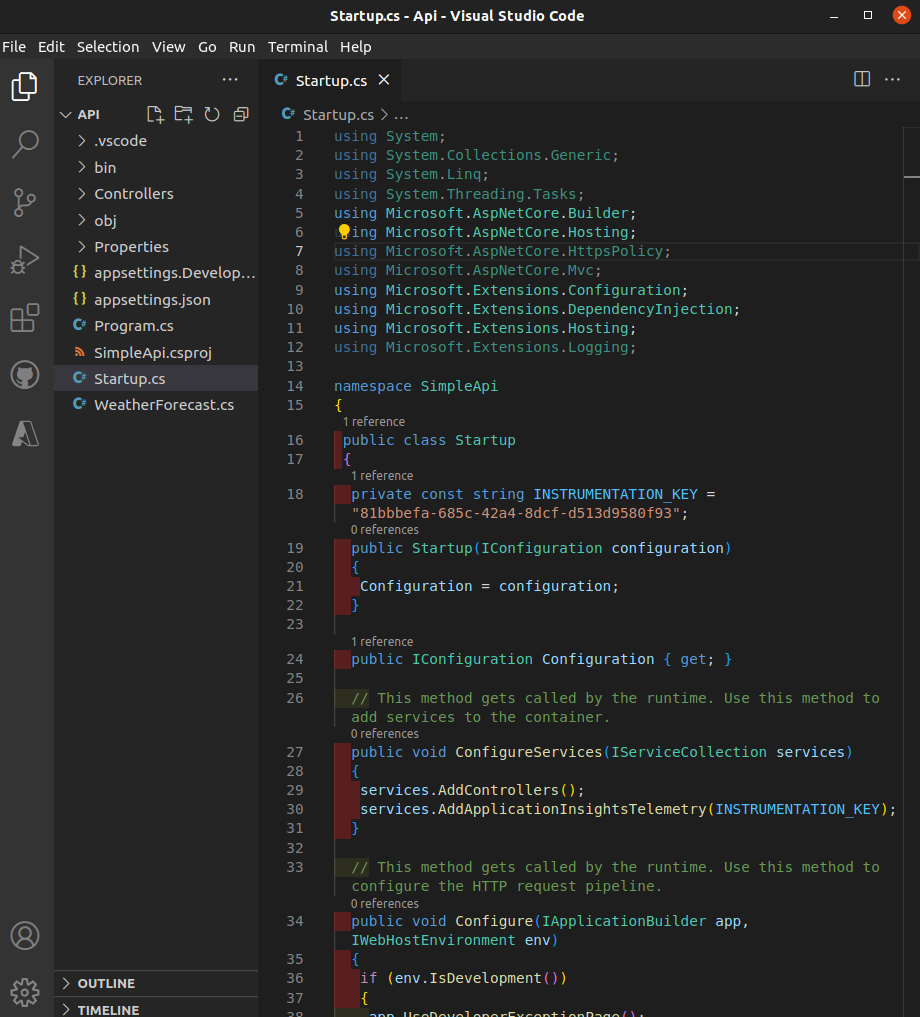 Startup.cs - Api - Visual Studio Code
File Edit Selection View Go Run Terminal Help
EXPLORER
API
.vscode
bin
Controllers
obj
Properties
{} appsettings.Develop...
{} appsettings.json
C# Program.cs
SimpleApi.csproj
C# Startup.cs
C# WeatherForecast.cs
OUTLINE
TIMELINE
C# Startup.cs
C# Startup.cs > ...
1 using System;
2 using System.Collections.Generic;
3 using System.Linq;
4 using System.Threading.Tasks;
5 using Microsoft.AspNetCore.Builder;
6 ing Microsoft.AspNetCore.Hosting;
7 using Microsoft.AspNetCore.HttpsPolicy;
8 using Microsoft.AspNetCore.Mvc;
9 using Microsoft.Extensions.Configuration;
10 using Microsoft.Extensions.DependencyInjection;
11 using Microsoft.Extensions.Hosting;
12 using Microsoft.Extensions.Logging;
13
14 namespace SimpleApi
15 {
1 reference
16 public class Startup
17 {
1 reference
18 private const string INSTRUMENTATION_KEY =
"81bbbefa-685c-42a4-8dcf-d513d9580f93";
0 references
19 public Startup(IConfiguration configuration)
20 {
21 Configuration = configuration;
22 }
23
1 reference
24 public IConfiguration Configuration { get; }
25
26 // This method gets called by the runtime. Use this method to
add services to the container.
0 references
27 public void ConfigureServices(IServiceCollection services)
28 {
29 services.AddControllers();
30 services.AddApplicationInsightsTelemetry(INSTRUMENTATION_KEY);
31 }
32
33 // This method gets called by the runtime. Use this method to
configure the HTTP request pipeline.
0 references
34 public void Configure(IApplicationBuilder app,
IWebHostEnvironment env)
35 {
36 if (env.IsDevelopment())
37 {
38 app.UseDeveloperExceptionPage();